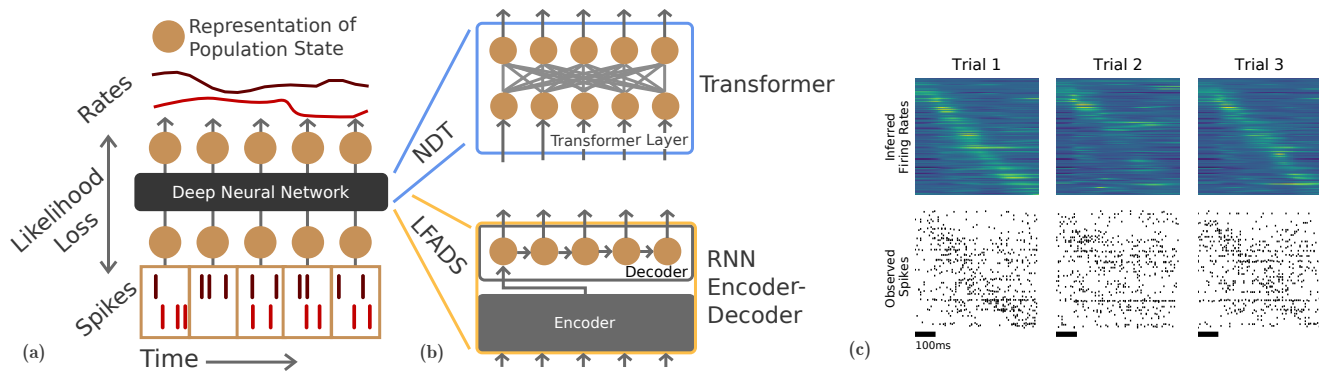 Representation of
Population State
Rates
Deep Neural Network
Likelihood
Loss
Spikes
Time
(a)
NDT
Transformer Layer
Transformer
LFADS
Decoder
Encoder
RNN
Encoder-
Decoder
(b)
Trial 1
Trial 2
Trial 3
Inferred
Firing Rates
Observed
Spikes
100ms
(c)